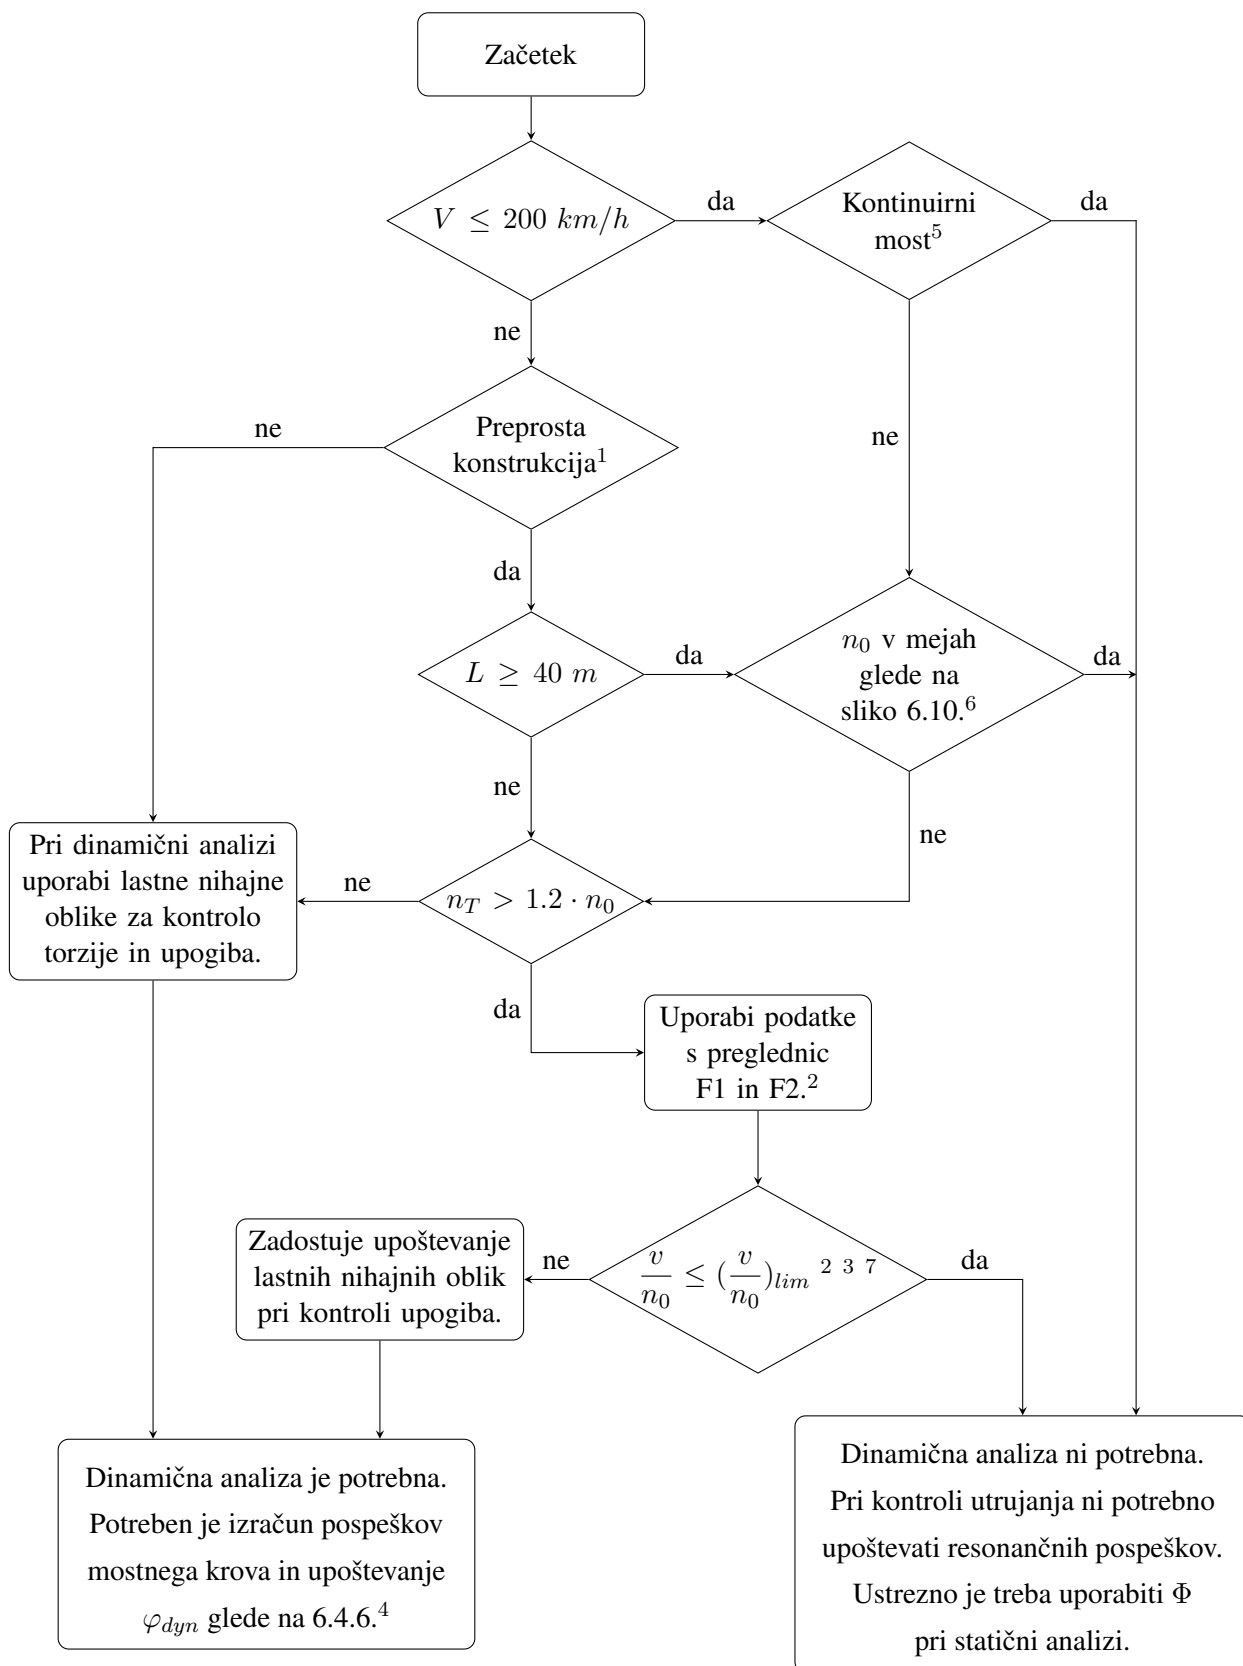 Začetek
V ≤ 200 km/h
da
Kontinuirni
most⁵
da
ne
Preprosta
konstrukcija¹
ne
ne
da
L ≥ 40 m
da
n₀ v mejah
glede na
sliko 6.10.⁶
da
ne
ne
Pri dinamični analizi
uporabi lastne nihajne
oblike za kontrolo
torzije in upogiba.
ne
n_T > 1.2 · n₀
da
Uporabi podatke
s preglednic
F1 in F2.²
Zadostuje upoštevanje
lastnih nihajnih oblik
pri kontroli upogiba.
ne
v/n₀ ≤ (v/n₀)_lim ² ³ ⁷
da
Dinamična analiza je potrebna.
Potreben je izračun pospeškov
mostnega krova in upoštevanje
φ_dyn glede na 6.4.6.⁴
Dinamična analiza ni potrebna.
Pri kontroli utrujanja ni potrebno
upoštevati resonančnih pospeškov.
Ustrezno je treba uporabiti Φ
pri statični analizi.